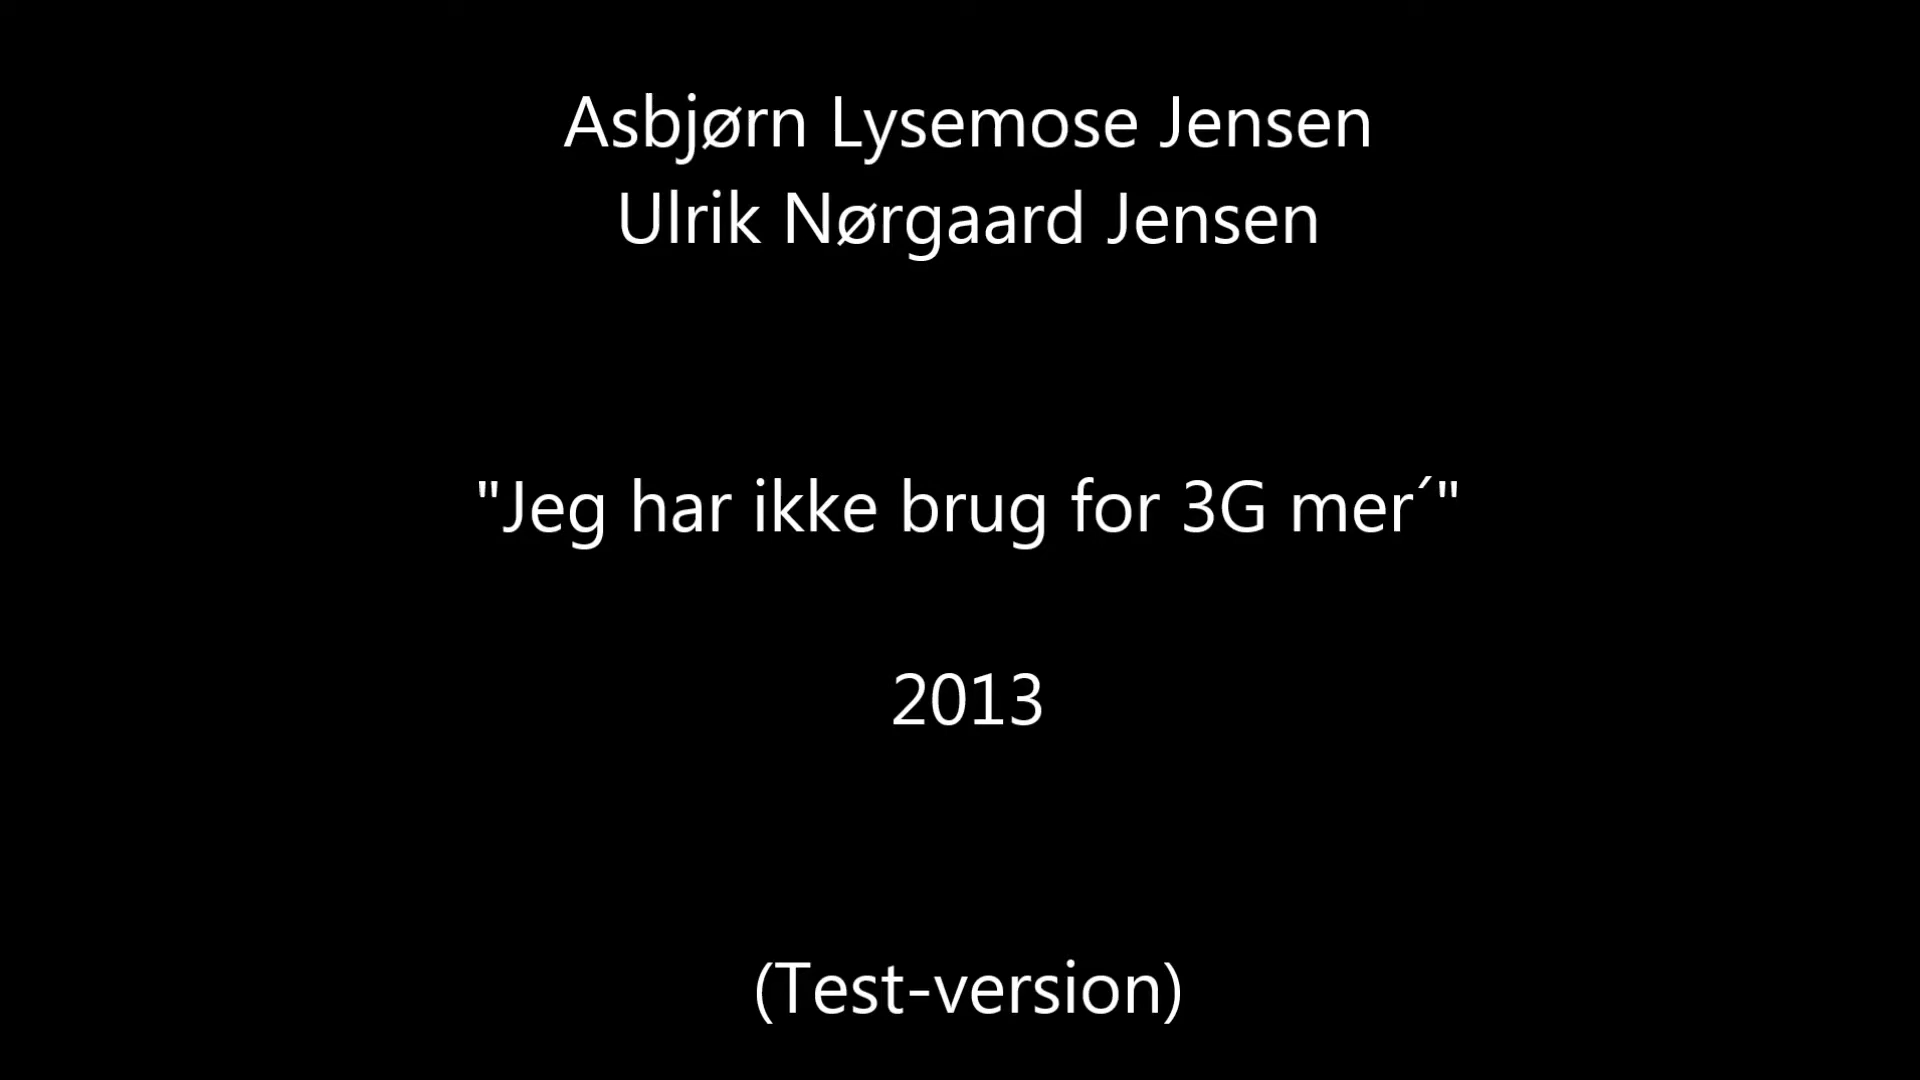 Asbjørn Lysemose Jensen
Ulrik Nørgaard Jensen
"Jeg har ikke brug for 3G mer´"
2013
(Test-version)